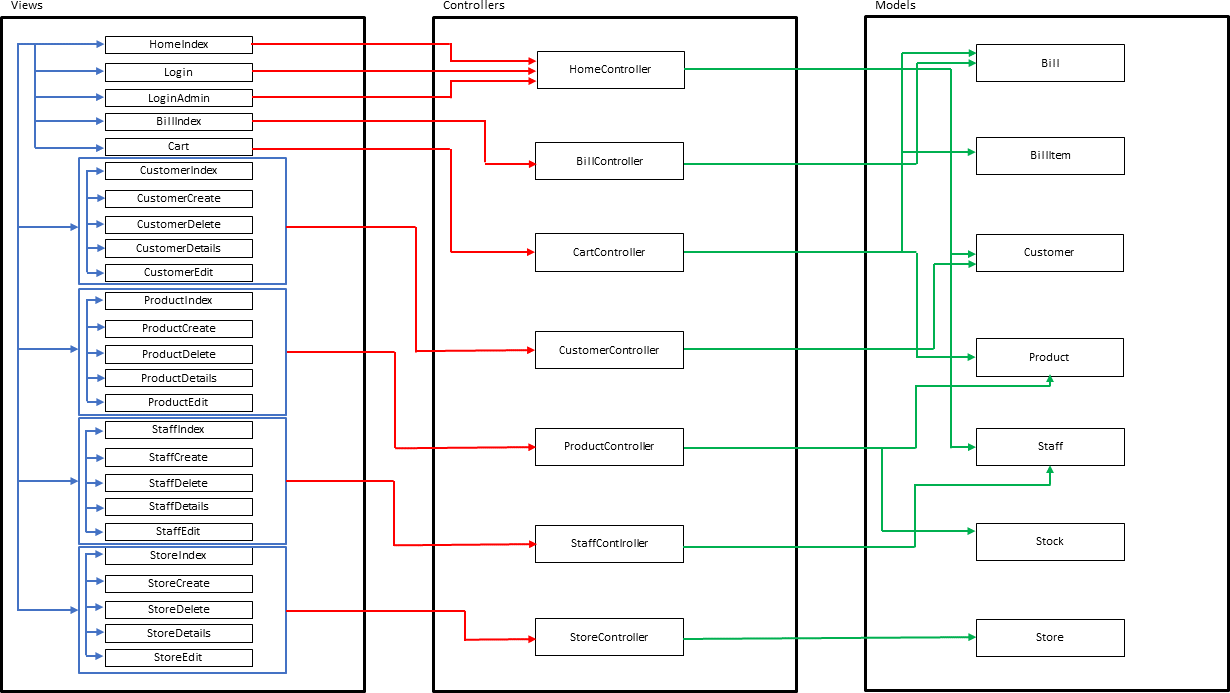 Views
Controllers
Models
HomeIndex
Login
LoginAdmin
BillIndex
Cart
CustomerIndex
CustomerCreate
CustomerDelete
CustomerDetails
CustomerEdit
ProductIndex
ProductCreate
ProductDelete
ProductDetails
ProductEdit
StaffIndex
StaffCreate
StaffDelete
StaffDetails
StaffEdit
StoreIndex
StoreCreate
StoreDelete
StoreDetails
StoreEdit
HomeController
BillController
CartController
CustomerController
ProductController
StaffController
StoreController
Bill
BillItem
Customer
Product
Staff
Stock
Store